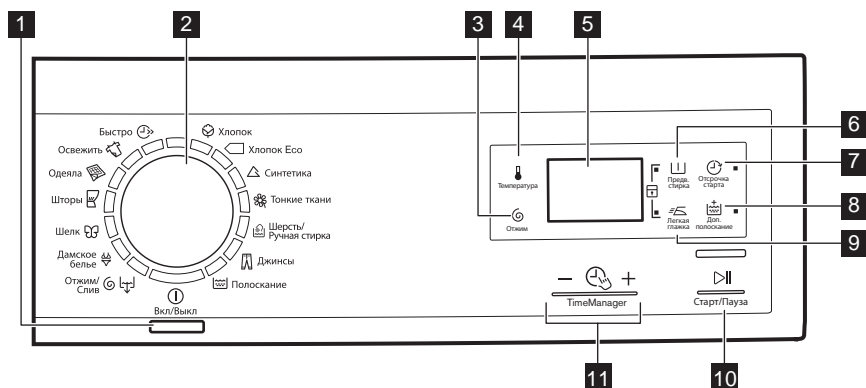 1
2
3
4
5
6
7
8
9
10
11
Быстро
Освежить
Одеяла
Шторы
Шелк
Дамское
белье
Отжим/
Слив
Хлопок
Хлопок Eco
Синтетика
Тонкие ткани
Шерсть/
Ручная стирка
Джинсы
Полоскание
Вкл/Выкл
Температура
Отжим
Предв.
стирка
Отсрочка
старта
Легкая
глажка
Доп.
полоскание
− +
TimeManager
Старт/Пауза